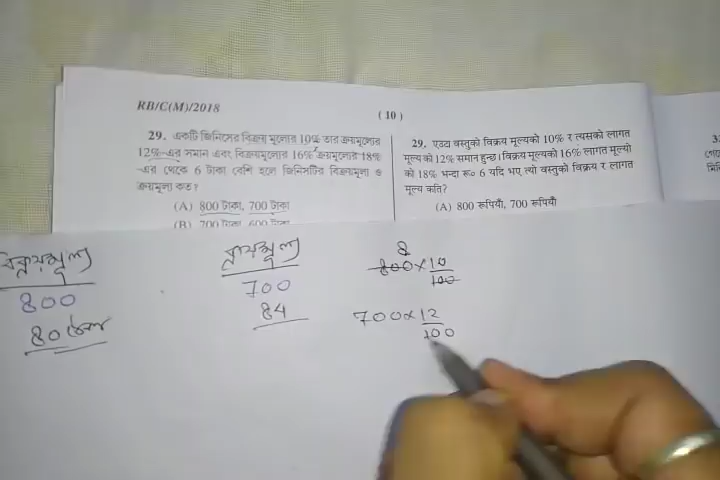 RB/C(M)/2018
( 10 )
29. একটি জিনিসের বিক্রয় মূল্যের 10% তার ক্রয়মূল্যের
12%-এর সমান এবং বিক্রয়মূল্যের 16% ক্রয়মূল্যের 18%
-এর থেকে 6 টাকা বেশি হলে জিনিসটির বিক্রয়মূল্য ও
ক্রয়মূল্য কত?
(A) 800 টাকা, 700 টাকা
(B) 700 টাকা, 600 টাকা
29. एउटा वस्तुको विक्रय मूल्यको 10% र त्यसको लागत
मूल्य को 12% समान हुन्छ। विक्रय मूल्यको 16% लागत मूल्यो
को 18% भन्दा रू० 6 यदि भए त्यो वस्तुको विक्रय र लागत
मूल्य कति?
(A) 800 रूपियाँ, 700 रूपियाँ
বিক্রয়মূল্য
800
80
ক্রয়মূল্য
700
84
8
800 × 10
100
700 × 12
100